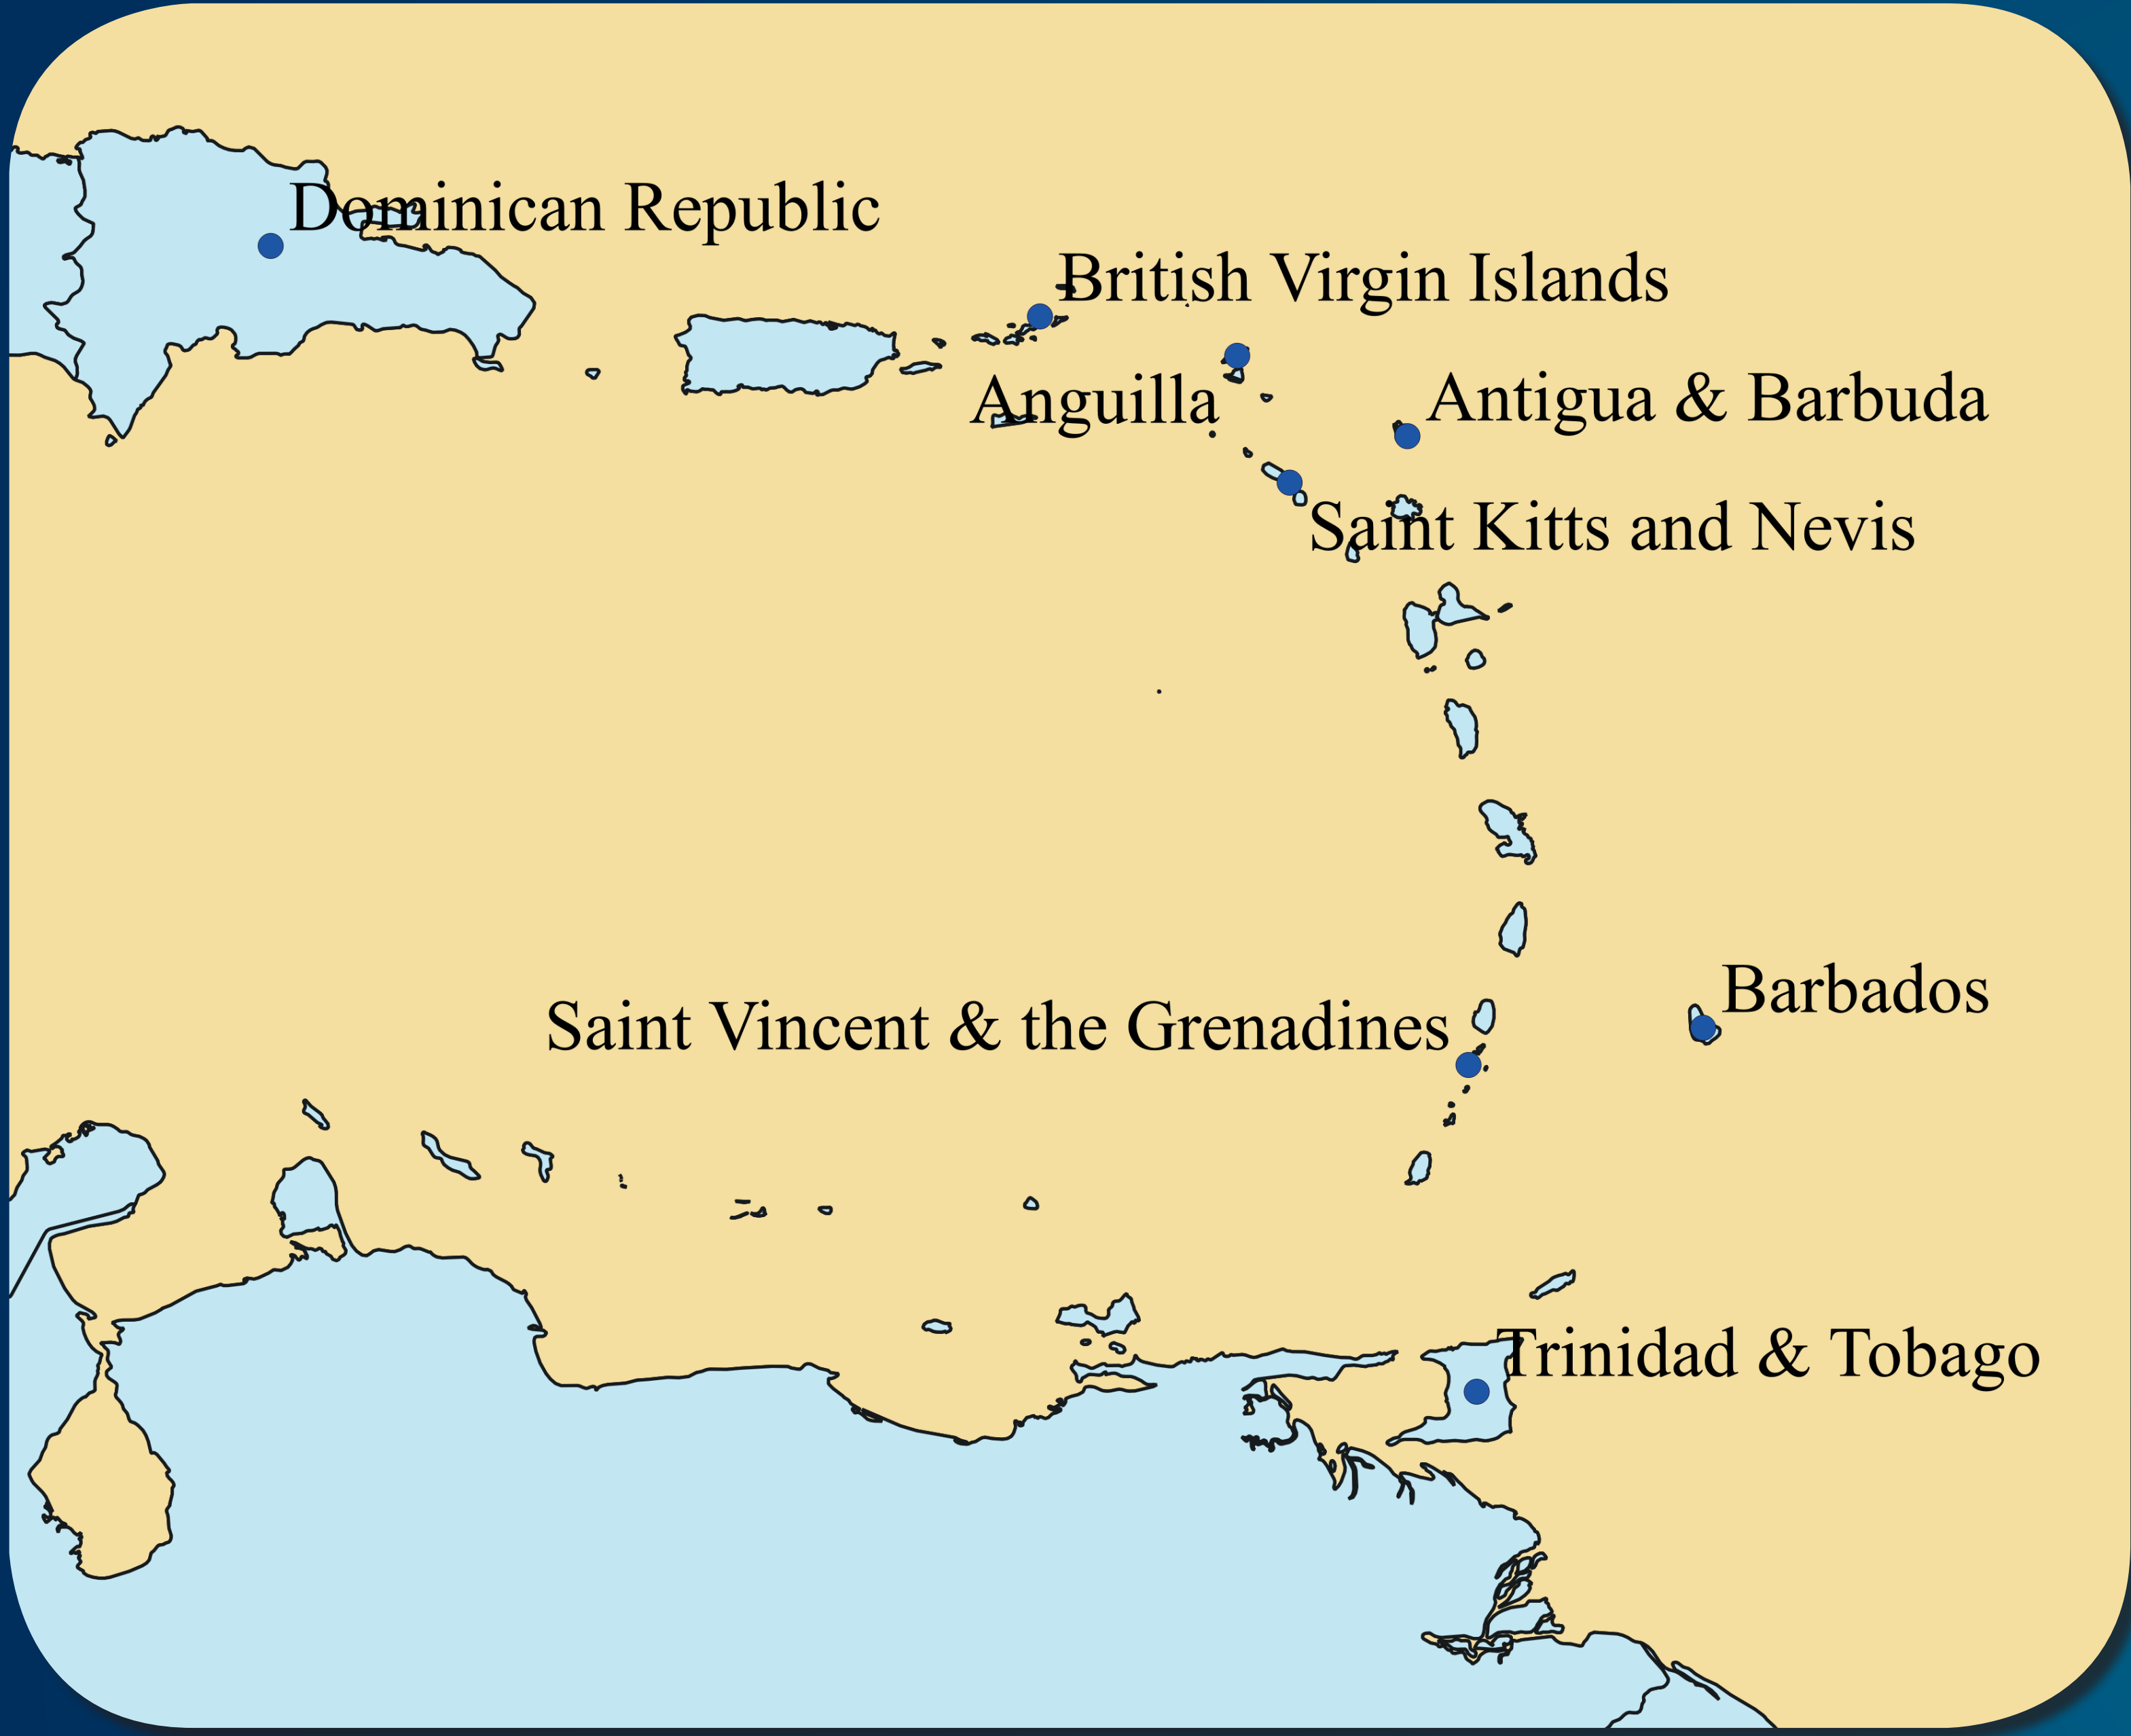 Dominican Republic
British Virgin Islands
Anguilla
Antigua & Barbuda
Saint Kitts and Nevis
Barbados
Saint Vincent & the Grenadines
Trinidad & Tobago